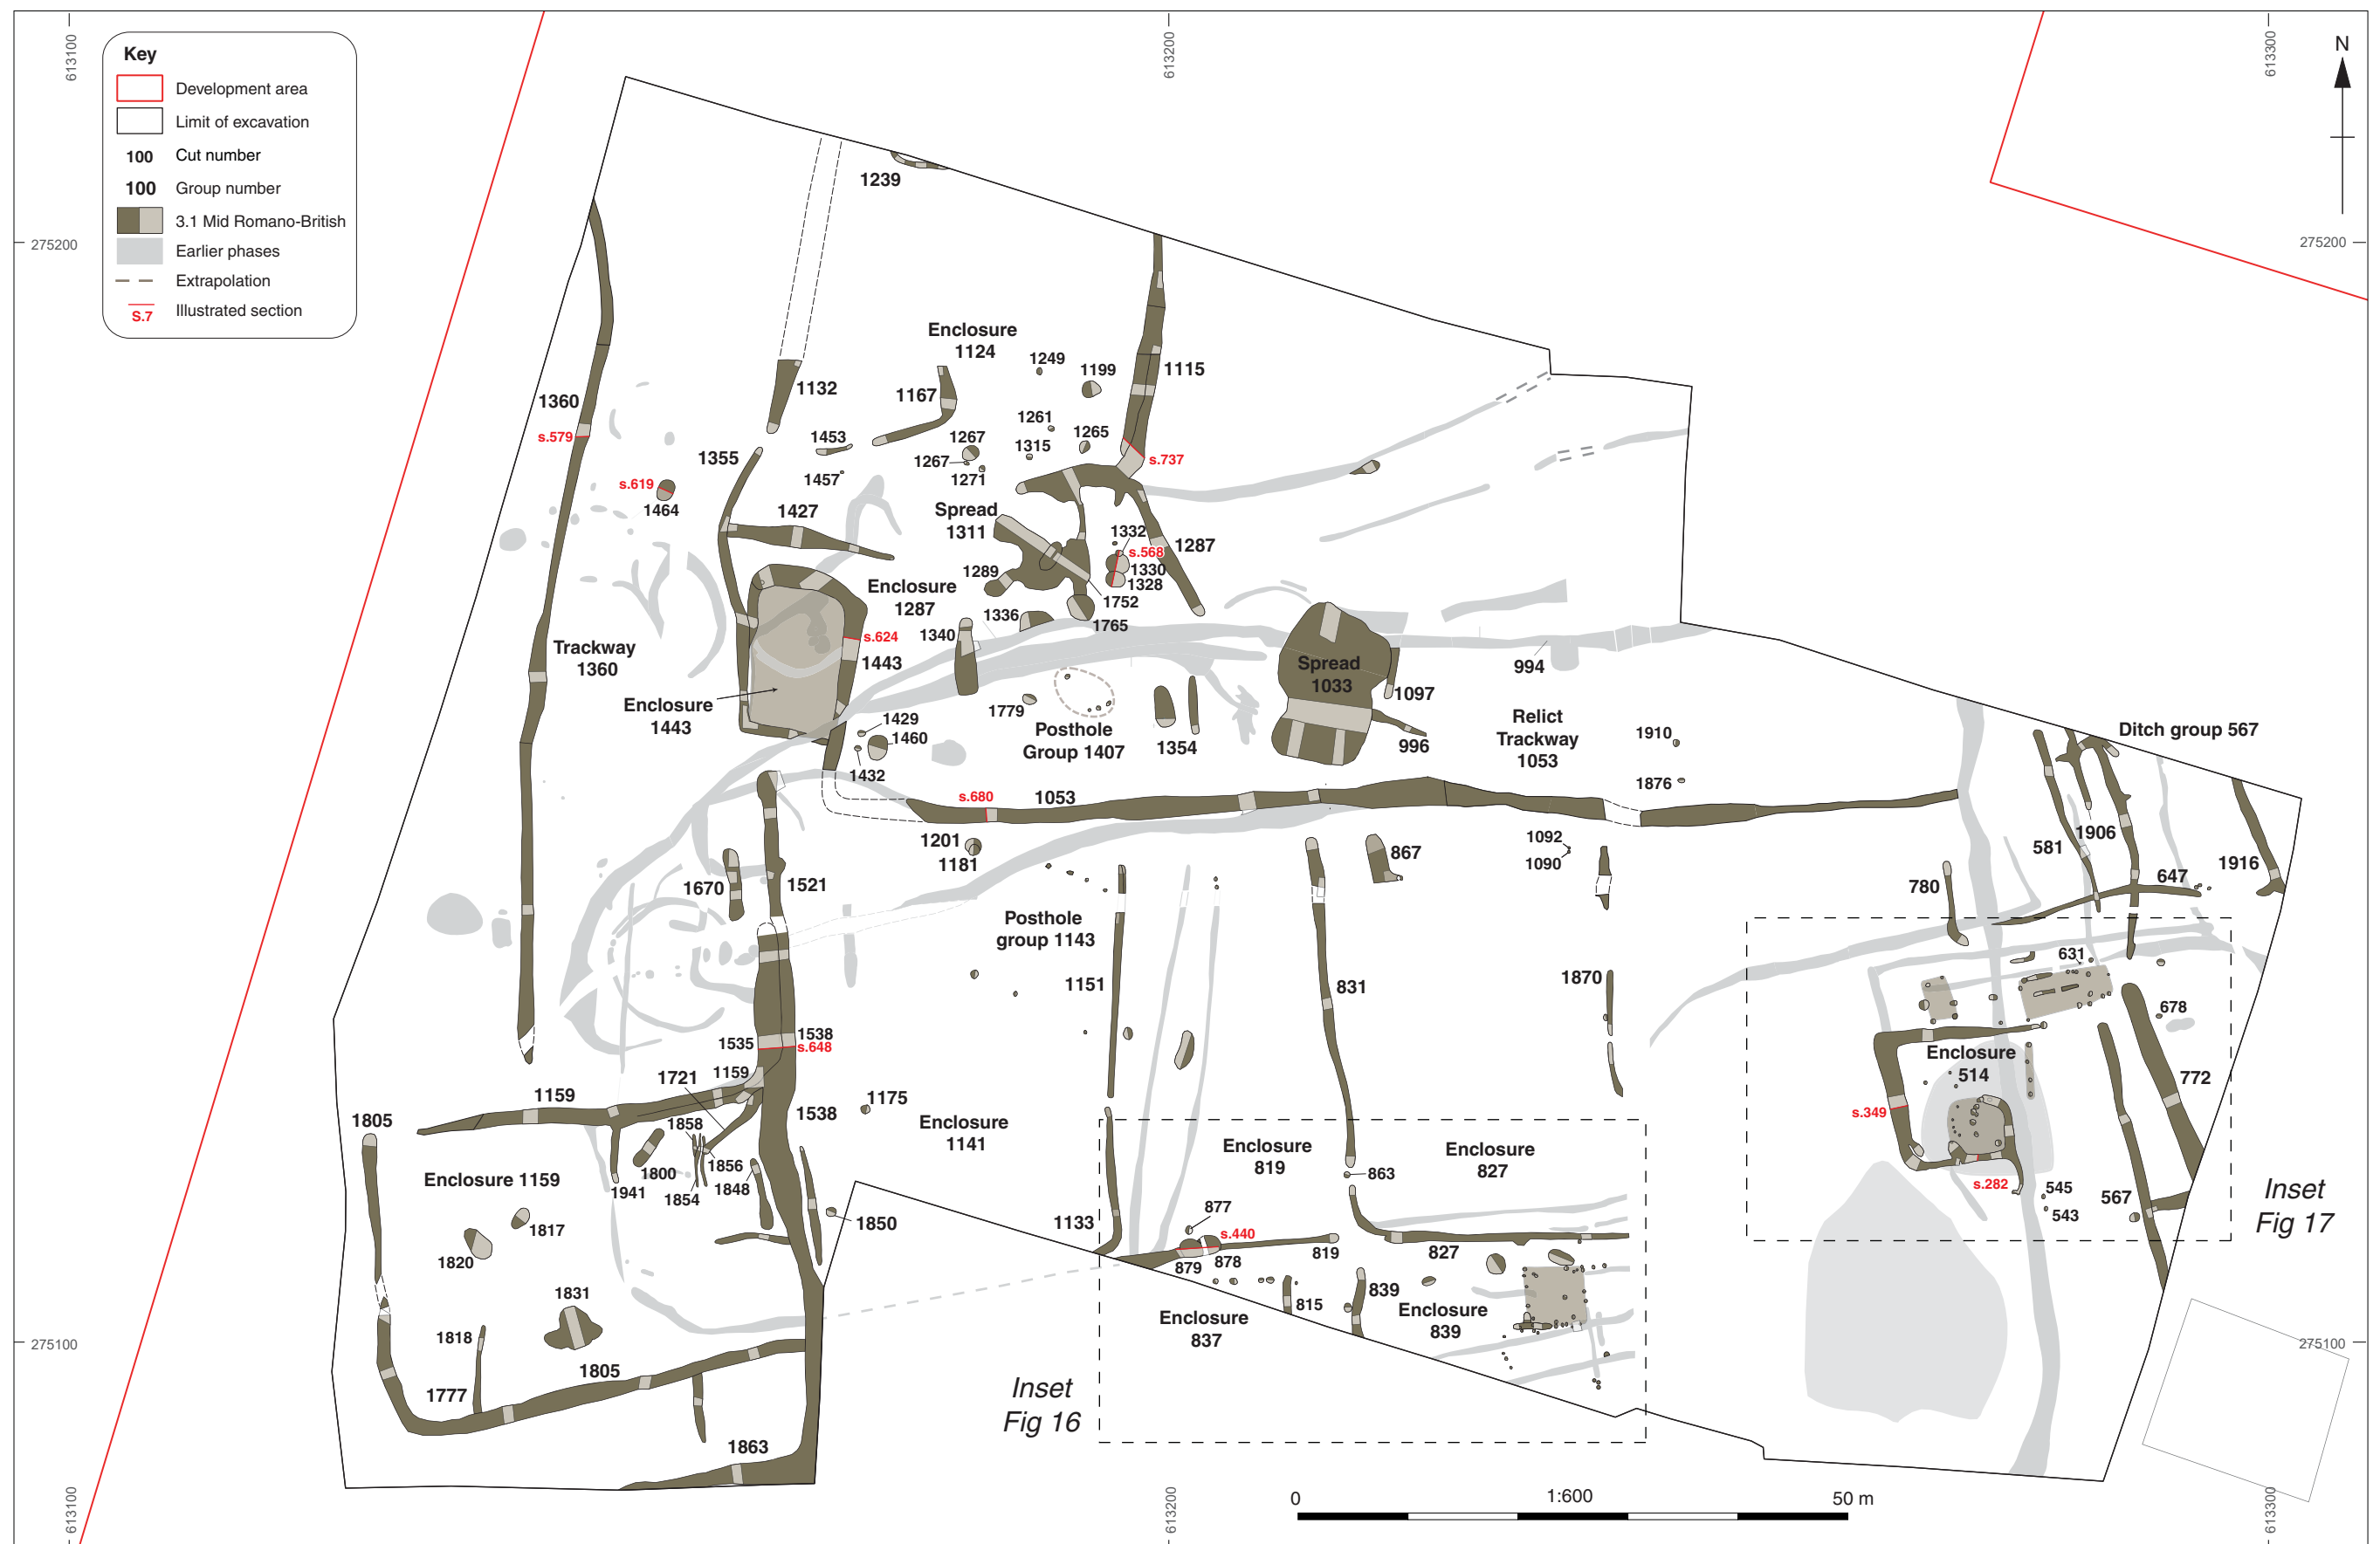 613100
613200
613300
N
Key
Development area
Limit of excavation
100 Cut number
100 Group number
3.1 Mid Romano-British
Earlier phases
Extrapolation
S.7 Illustrated section
275200
275200
1239
Enclosure
1124
1249
1199
1115
1132
1167
1360
s.579
1261
1265
1267
1315
1453
1355
1267
1271
s.737
1457
s.619
1464
1427
Spread
1311
1332
s.568
1287
1330
1328
1289
Enclosure
1287
1752
1336
1765
1340
s.624
1443
Trackway
1360
Enclosure
1443
Spread
1033
994
1097
1779
1429
1460
Posthole
Group 1407
1354
996
Relict
Trackway
1053
1910
Ditch group 567
1432
1876
s.680
1053
1201
1181
867
1092
1090
1906
581
1916
647
780
1670
1521
Posthole
group 1143
631
1151
831
1870
678
1538
1535
s.648
Enclosure
514
1721
1159
772
1159
1538
1175
s.349
1805
Enclosure
1141
1858
Enclosure
819
Enclosure
827
1856
1800
863
Enclosure 1159
1941
1854
1848
s.282
545
567
543
Inset
Fig 17
877
1817
1850
1133
s.440
819
827
1820
879
878
1831
815
839
Enclosure
837
Enclosure
839
1818
275100
275100
1805
1777
Inset
Fig 16
1863
0
1:600
50 m
613100
613200
613300